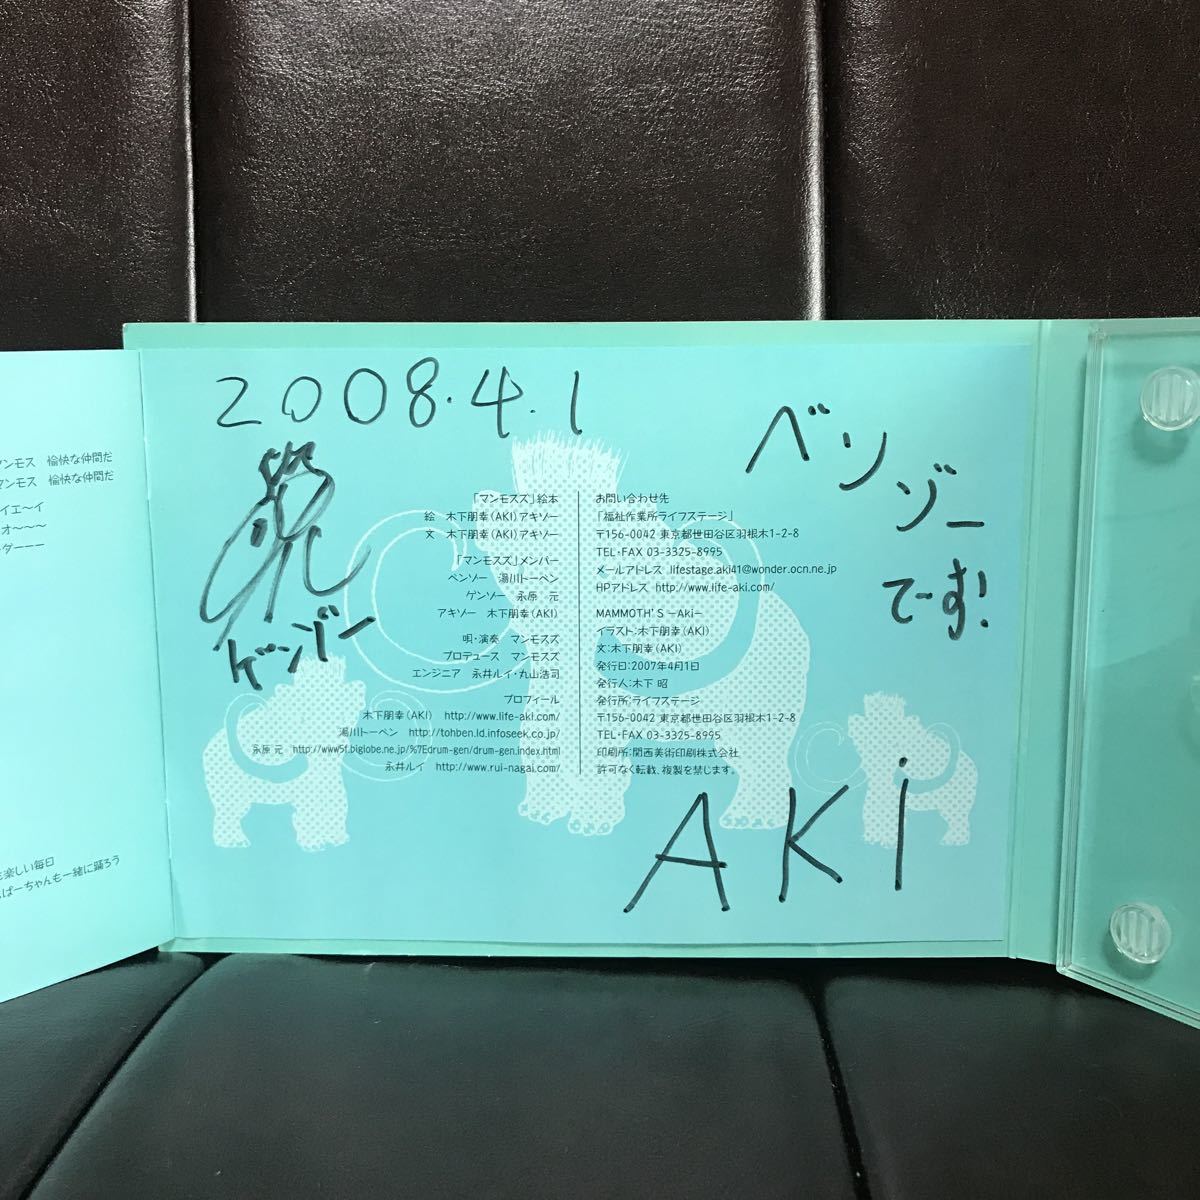 マンモス 愉快な仲間だ
マンモス 愉快な仲間だ
イエ〜イ
オ〜〜〜
ダーーー
楽しい毎日
ばーちゃんも一緒に踊ろう
2008.4.1
ゲンゾー
ベンゾー
でーす!
AKi
「マンモスズ」絵本
絵 木下朋幸(AKI)アキゾー
文 木下朋幸(AKI)アキゾー
「マンモスズ」メンバー
ベンゾー 湯川トーベン
ゲンゾー 永原 元
アキゾー 木下朋幸(AKI)
唄・演奏 マンモスズ
プロデュース マンモスズ
エンジニア 永井ルイ・丸山浩司
プロフィール
木下朋幸(AKI) http://www.life-aki.com/
湯川トーベン http://tohben.ld.infoseek.co.jp/
永原 元 http://www5f.biglobe.ne.jp/%7Edrum-gen/drum-gen.index.html
永井ルイ http://www.rui-nagai.com/
お問い合わせ先
「福祉作業所ライフステージ」
〒156-0042 東京都世田谷区羽根木1-2-8
TEL・FAX 03-3325-8995
メールアドレス lifestage.aki41@wonder.ocn.ne.jp
HPアドレス http://www.life-aki.com/
MAMMOTH'S −Aki−
イラスト:木下朋幸(AKI)
文:木下朋幸(AKI)
発行日:2007年4月1日
発行人:木下 昭
発行所:ライフステージ
〒156-0042 東京都世田谷区羽根木1-2-8
TEL・FAX 03-3325-8995
印刷所:関西美術印刷株式会社
許可なく転載、複製を禁じます。